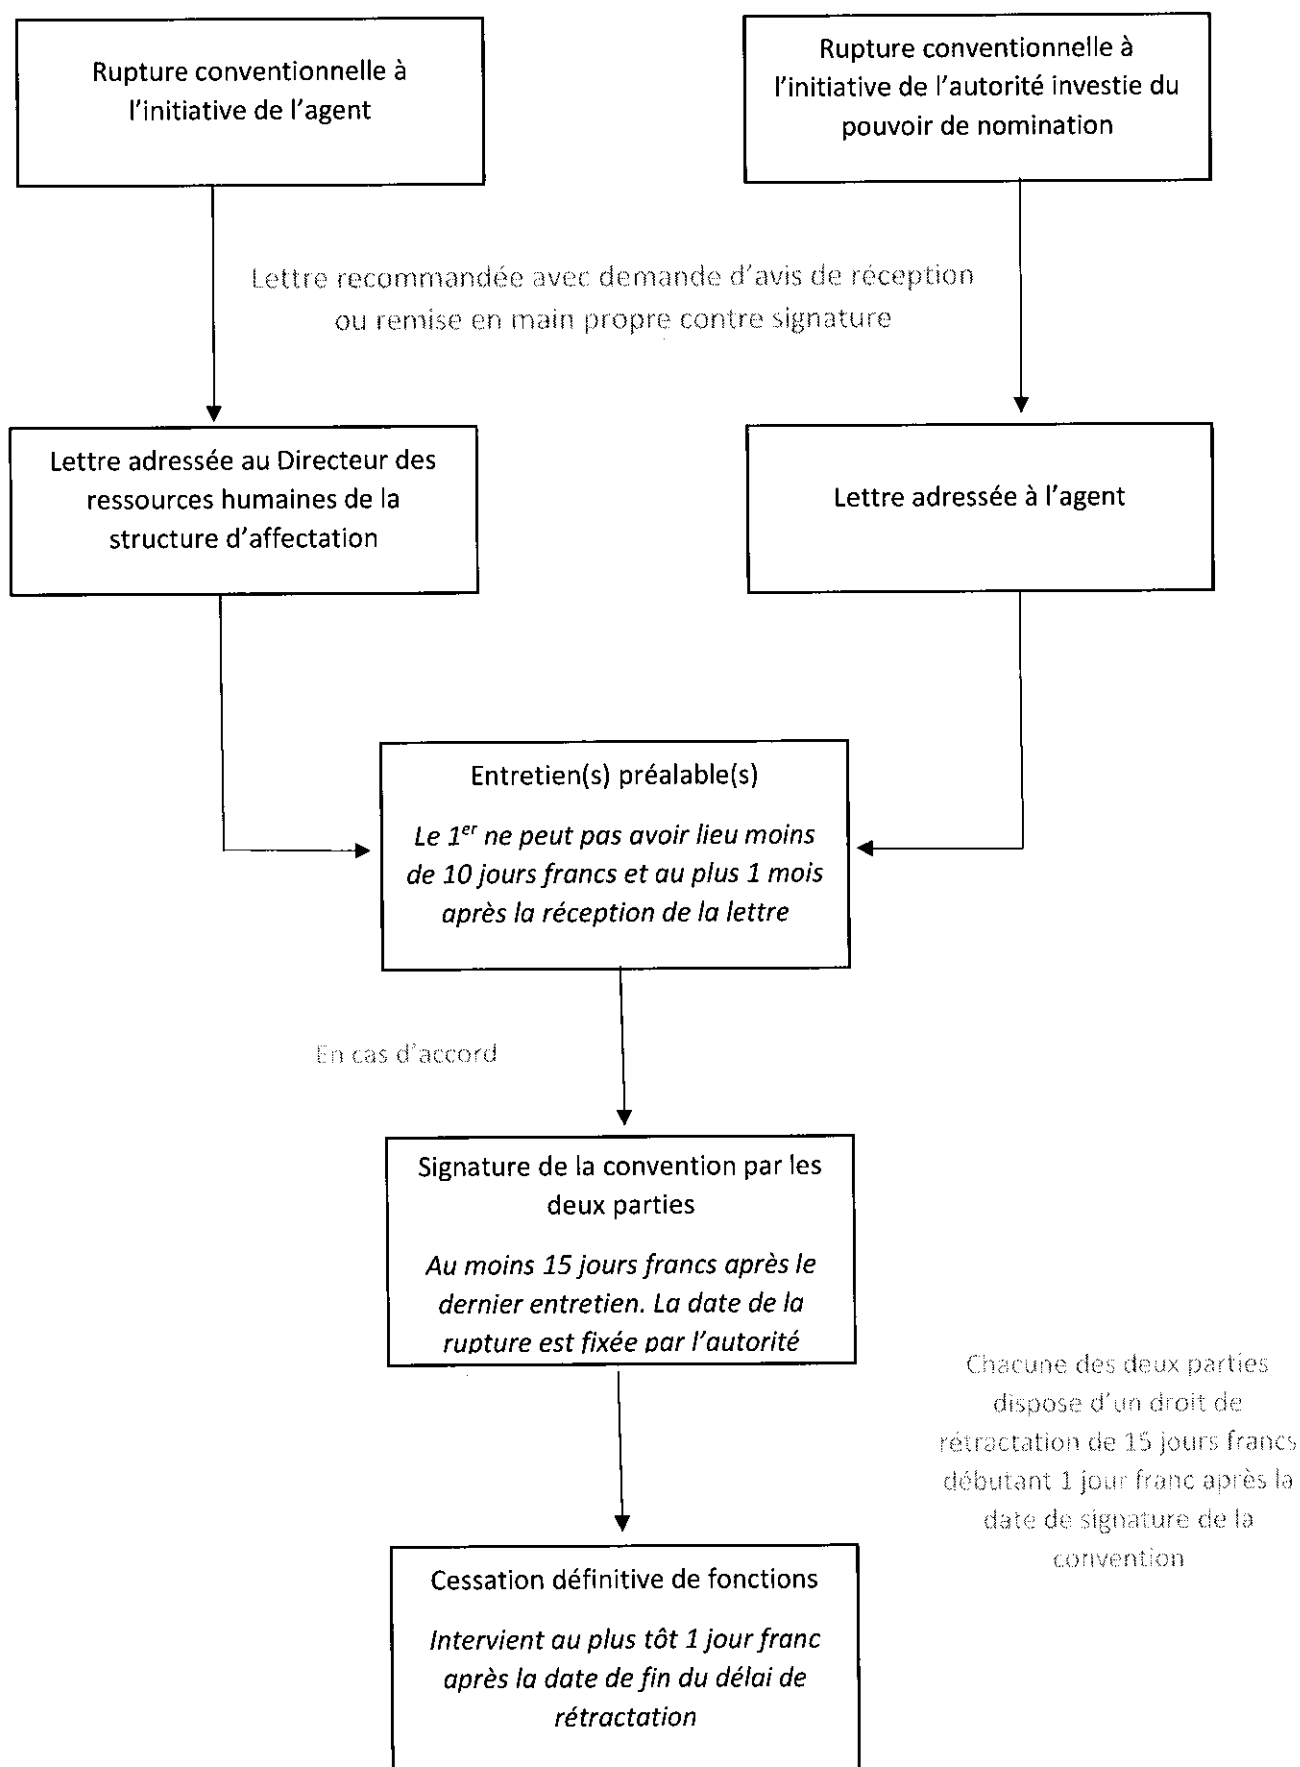 Rupture conventionnelle à
l'initiative de l'agent
Rupture conventionnelle à
l'initiative de l'autorité investie du
pouvoir de nomination
Lettre recommandée avec demande d'avis de réception
ou remise en main propre contre signature
Lettre adressée au Directeur des
ressources humaines de la
structure d'affectation
Lettre adressée à l'agent
Entretien(s) préalable(s)
Le 1er ne peut pas avoir lieu moins
de 10 jours francs et au plus 1 mois
après la réception de la lettre
En cas d'accord
Signature de la convention par les
deux parties
Au moins 15 jours francs après le
dernier entretien. La date de la
rupture est fixée par l'autorité
Chacune des deux parties
dispose d'un droit de
rétractation de 15 jours francs
débutant 1 jour franc après la
date de signature de la
convention
Cessation définitive de fonctions
Intervient au plus tôt 1 jour franc
après la date de fin du délai de
rétractation